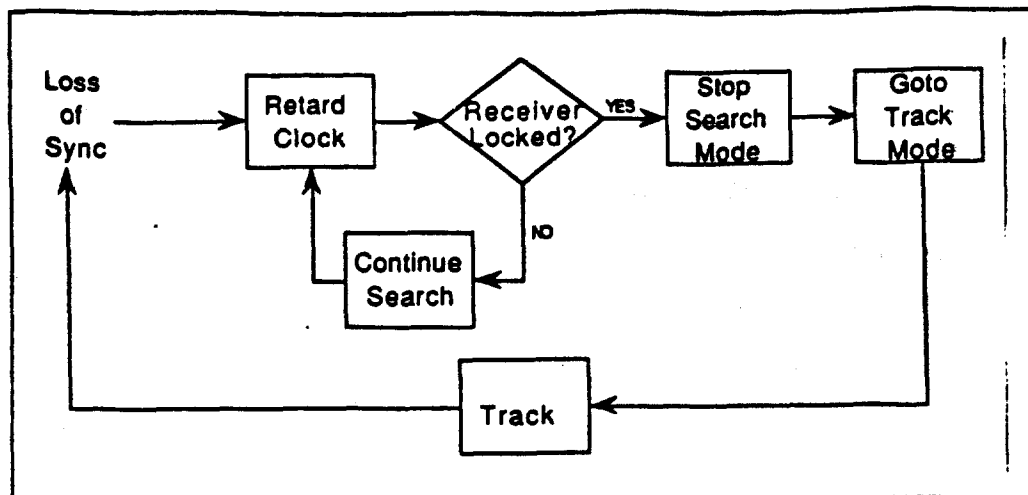 Loss
of
Sync
Retard
Clock
Receiver
Locked?
YES
Stop
Search
Mode
Goto
Track
Mode
NO
Continue
Search
Track